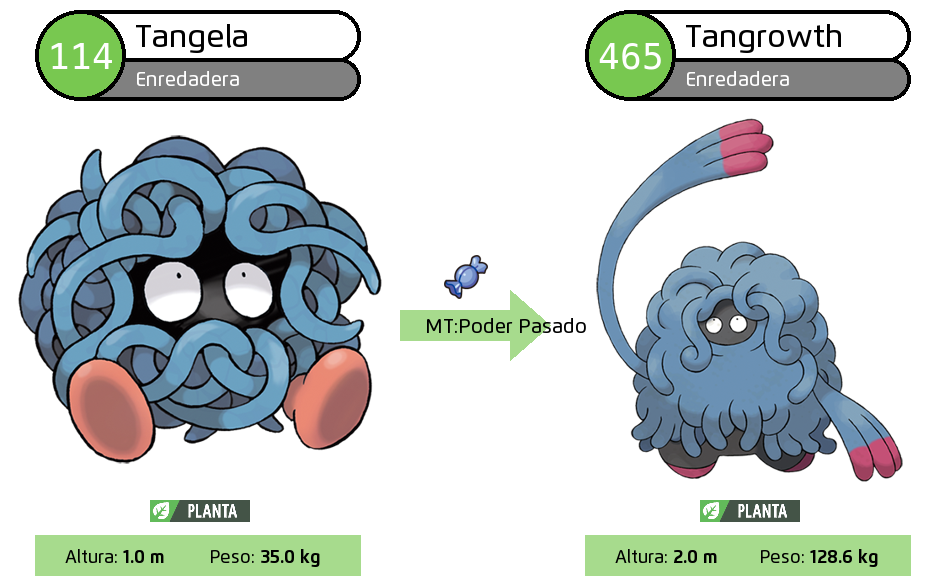 114
Tangela
Enredadera
465
Tangrowth
Enredadera
MT:Poder Pasado
PLANTA
PLANTA
Altura: 1.0 m Peso: 35.0 kg
Altura: 2.0 m Peso: 128.6 kg